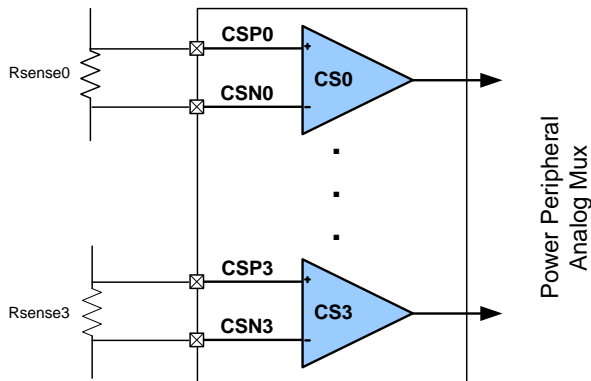 CSP0
Rsense0
CS0
CSN0
Power Peripheral
Analog Mux
CSP3
Rsense3
CS3
CSN3